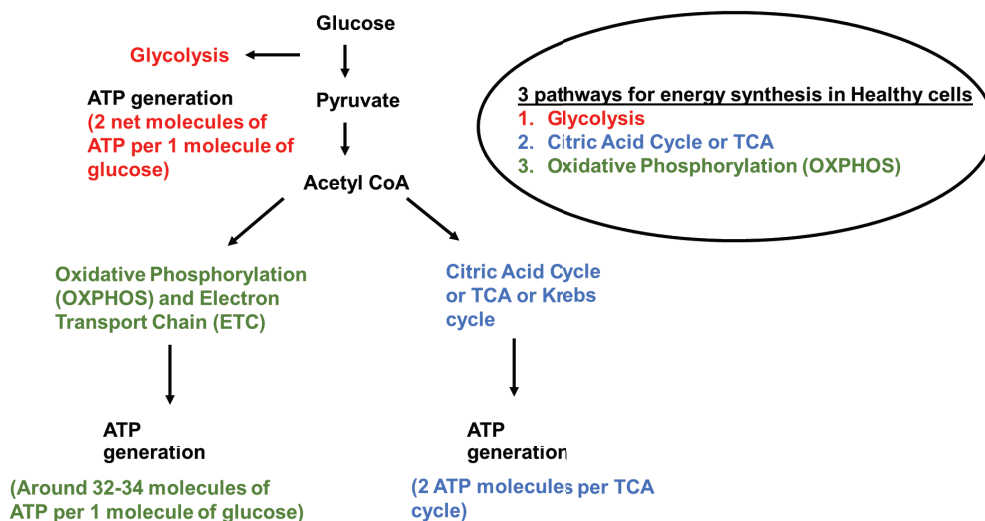 Glucose
Glycolysis
ATP generation
(2 net molecules of
ATP per 1 molecule of
glucose)
Pyruvate
Acetyl CoA
3 pathways for energy synthesis in Healthy cells
1. Glycolysis
2. Citric Acid Cycle or TCA
3. Oxidative Phosphorylation (OXPHOS)
Oxidative Phosphorylation
(OXPHOS) and Electron
Transport Chain (ETC)
Citric Acid Cycle
or TCA or Krebs
cycle
ATP
generation
(Around 32-34 molecules of
ATP per 1 molecule of glucose)
ATP
generation
(2 ATP molecules per TCA
cycle)